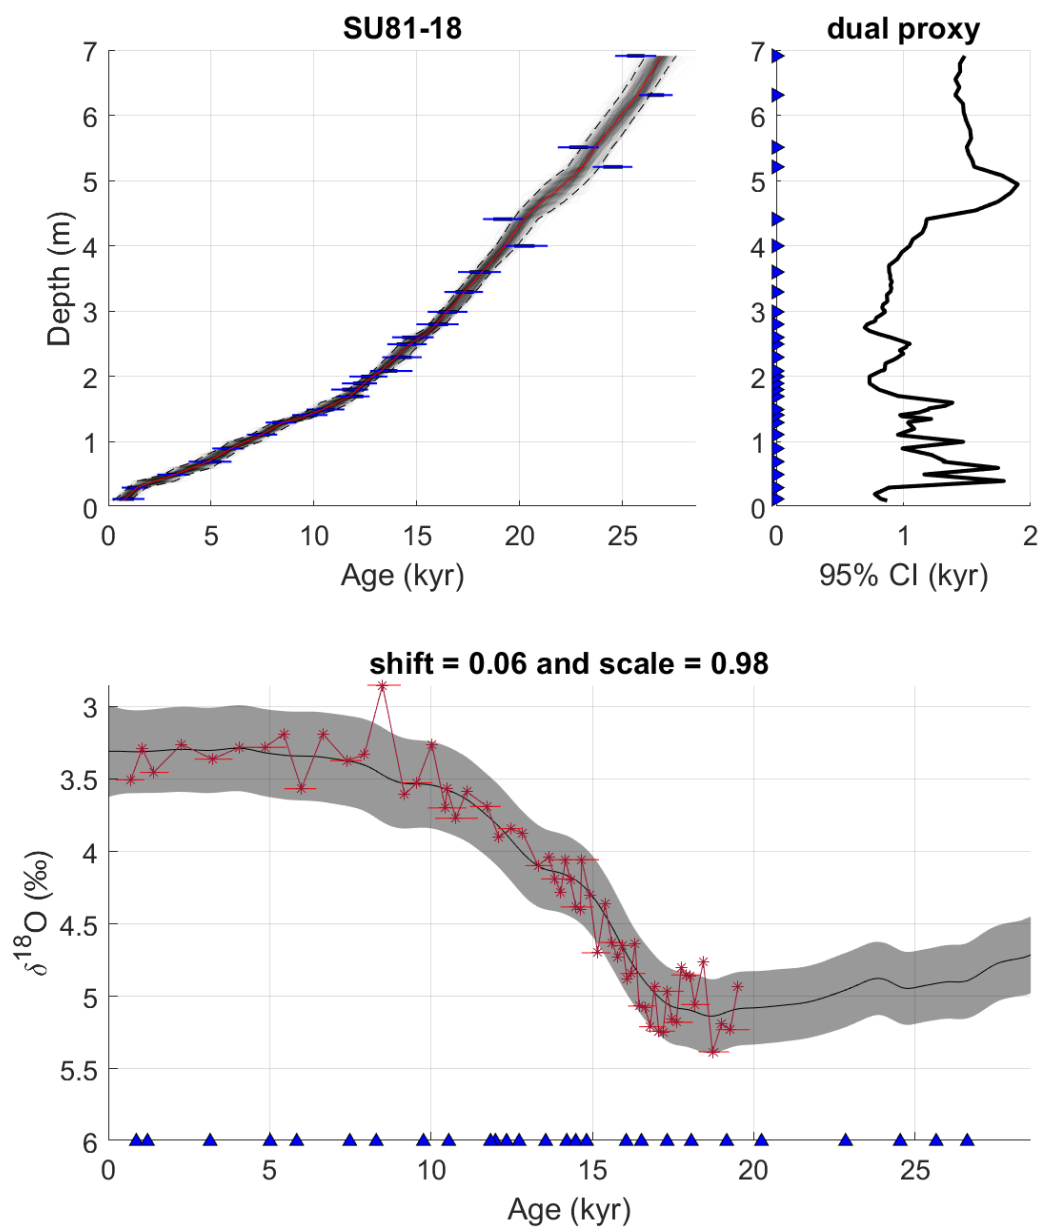 SU81-18
7
6
5
4
3
2
1
0
Depth (m)
0 5 10 15 20 25
Age (kyr)
dual proxy
7
6
5
4
3
2
1
0
0 1 2
95% CI (kyr)
shift = 0.06 and scale = 0.98
3
3.5
4
4.5
5
5.5
6
δ¹⁸O (‰)
0 5 10 15 20 25
Age (kyr)